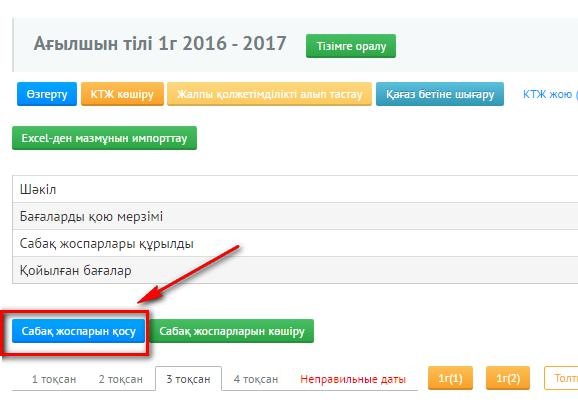 Ағылшын тілі 1г 2016 - 2017 Тізімге оралу
Өзгерту КТЖ көшіру Жалпы қолжетімділікті алып тастау Қағаз бетіне шығару КТЖ жою (
Excel-ден мазмұнын импорттау
Шәкіл
Бағаларды қою мерзімі
Сабақ жоспарлары құрылды
Қойылған бағалар
Сабақ жоспарын қосу Сабақ жоспарларын көшіру
1 тоқсан 2 тоқсан 3 тоқсан 4 тоқсан Неправильные даты 1г(1) 1г(2) Толты